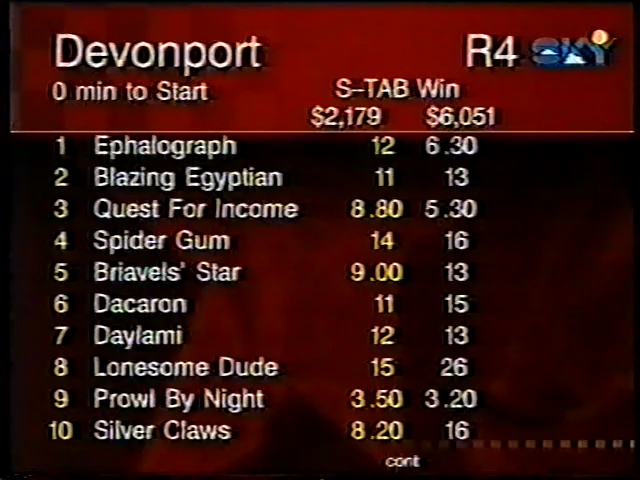 Devonport R4 SKY
0 min to Start S-TAB Win
$2,179 $6,051
1 Ephalograph 12 6.30
2 Blazing Egyptian 11 13
3 Quest For Income 8.80 5.30
4 Spider Gum 14 16
5 Briavels' Star 9.00 13
6 Dacaron 11 15
7 Daylami 12 13
8 Lonesome Dude 15 26
9 Prowl By Night 3.50 3.20
10 Silver Claws 8.20 16
cont